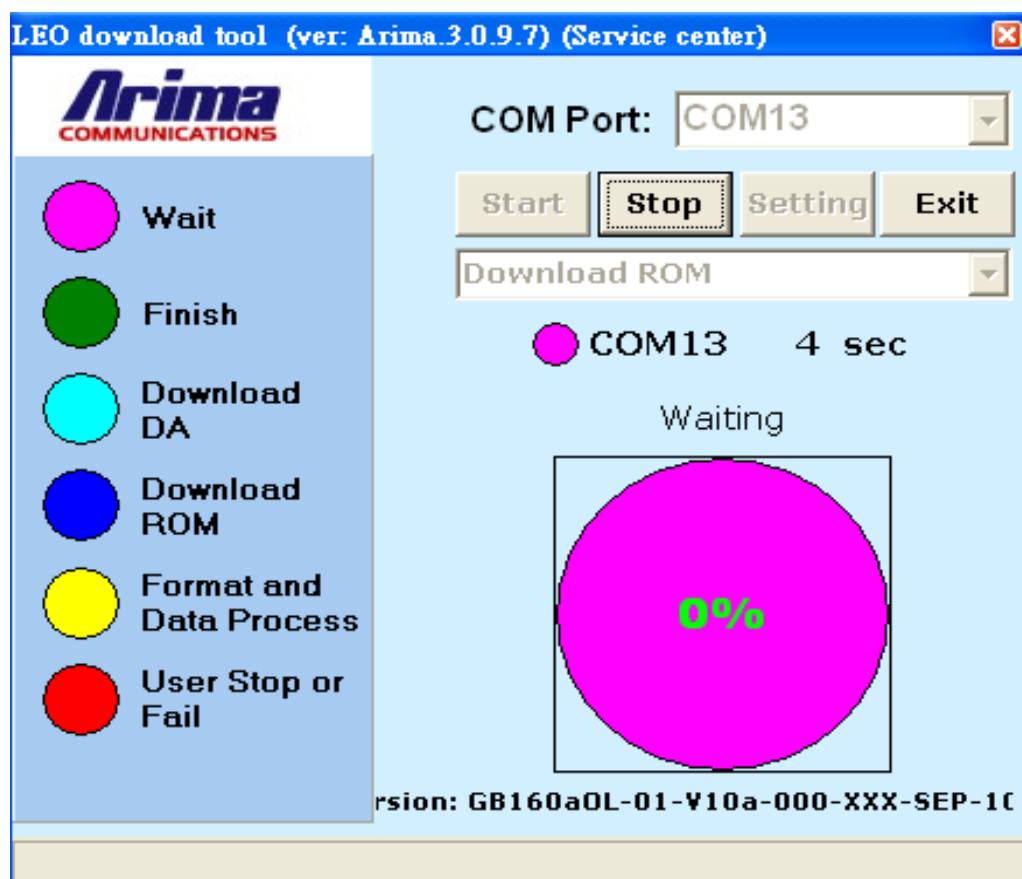 LEO download tool (ver: Arima.3.0.9.7) (Service center)
Arima
COMMUNICATIONS
COM Port: COM13
Start Stop Setting Exit
Download ROM
COM13 4 sec
Waiting
0%
Wait
Finish
Download
DA
Download
ROM
Format and
Data Process
User Stop or
Fail
rsion: GB160aOL-01-V10a-000-XXX-SEP-1